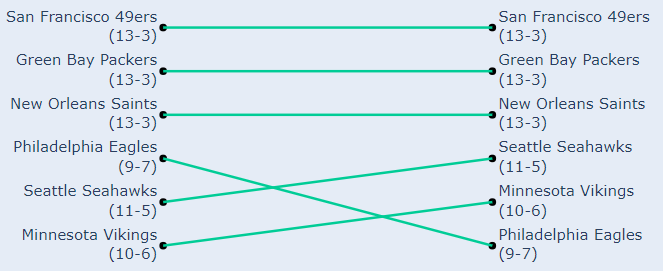 San Francisco 49ers
(13-3)
Green Bay Packers
(13-3)
New Orleans Saints
(13-3)
Philadelphia Eagles
(9-7)
Seattle Seahawks
(11-5)
Minnesota Vikings
(10-6)
San Francisco 49ers
(13-3)
Green Bay Packers
(13-3)
New Orleans Saints
(13-3)
Seattle Seahawks
(11-5)
Minnesota Vikings
(10-6)
Philadelphia Eagles
(9-7)